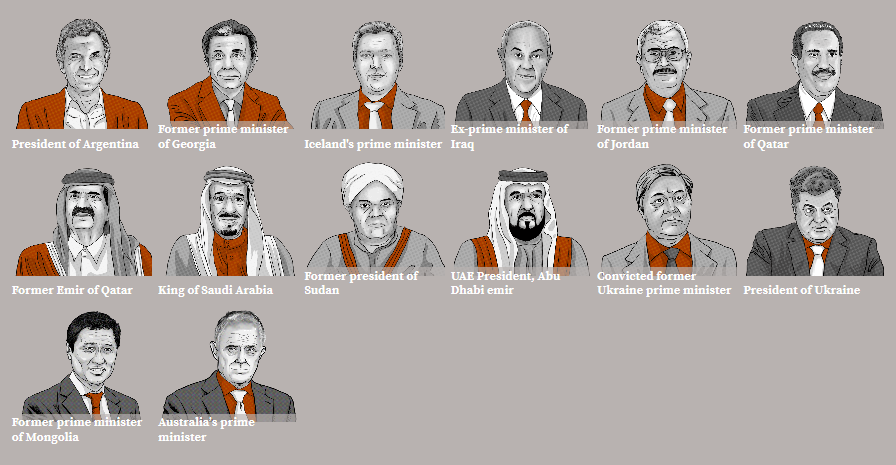 President of Argentina
Former prime minister
of Georgia
Iceland's prime minister
Ex-prime minister of
Iraq
Former prime minister
of Jordan
Former prime minister
of Qatar
Former Emir of Qatar
King of Saudi Arabia
Former president of
Sudan
UAE President, Abu
Dhabi emir
Convicted former
Ukraine prime minister
President of Ukraine
Former prime minister
of Mongolia
Australia's prime
minister